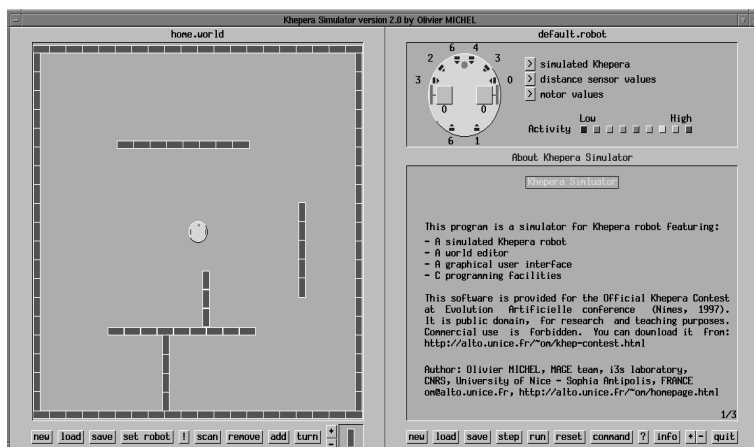 Khepera Simulator version 2.0 by Olivier MICHEL
home.world
new load save set robot ! scan remove add turn + -
default.robot
6 4
2 3
3 0
0 0
6 1
> simulated Khepera
> distance sensor values
> motor values
Low High
Activity
About Khepera Simulator
Khepera Simluator
This program is a simulator for Khepera robot featuring:
- A simulated Khepera robot
- A world editor
- A graphical user interface
- C programming facilities
This software is provided for the Official Khepera Contest
at Evolution Artificielle conference (Nimes, 1997).
It is public domain, for research and teaching purposes.
Commercial use is forbidden. You can download it from:
http://alto.unice.fr/~om/khep-contest.html
Author: Olivier MICHEL, MAGE team, i3s laboratory,
CNRS, University of Nice - Sophia Antipolis, FRANCE
om@alto.unice.fr, http://alto.unice.fr/~om/homepage.html
1/3
new load save step run reset command ? info + - quit